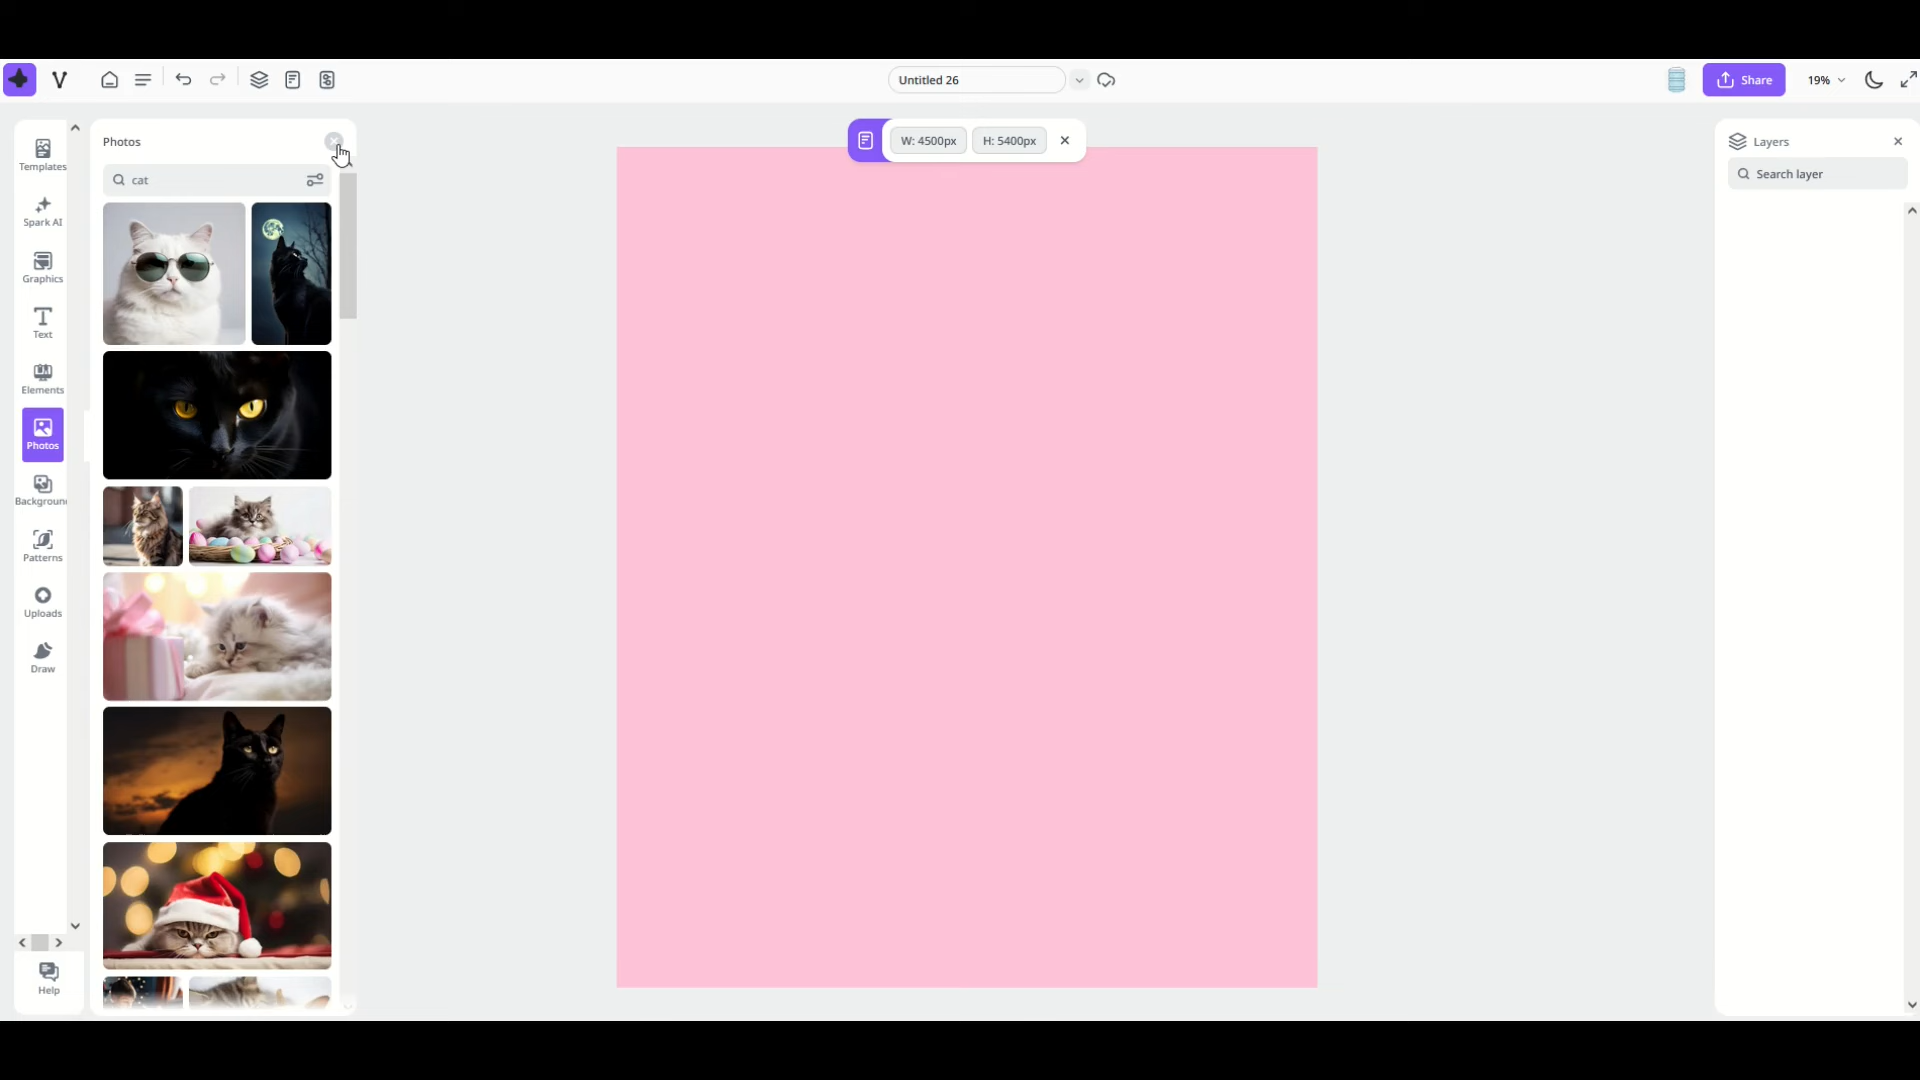 Untitled 26
Share
19%
Templates
Spark AI
Graphics
Text
Elements
Photos
Backgroun
Patterns
Uploads
Draw
Help
Photos
cat
W: 4500px
H: 5400px
Layers
Search layer